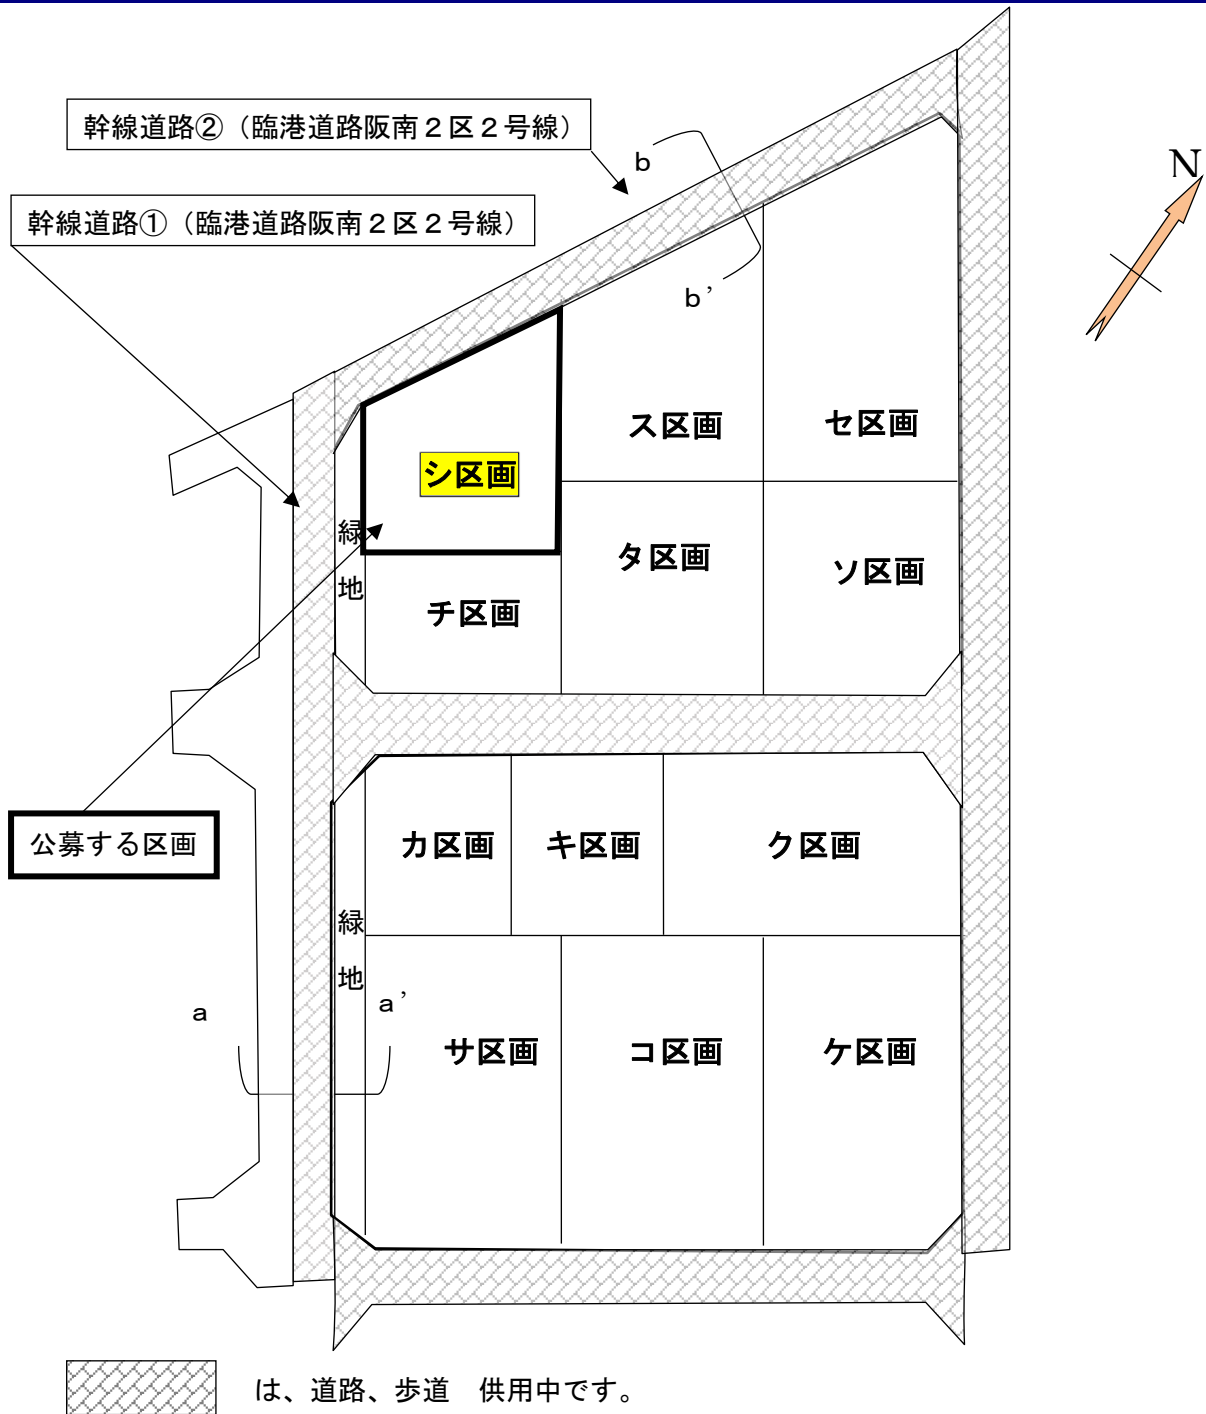 幹線道路②（臨港道路阪南２区２号線）
幹線道路①（臨港道路阪南２区２号線）
N
b
b’
ス区画
セ区画
シ区画
緑地
タ区画
ソ区画
チ区画
公募する区画
カ区画
キ区画
ク区画
緑地
a
a’
サ区画
コ区画
ケ区画
は、道路、歩道　供用中です。